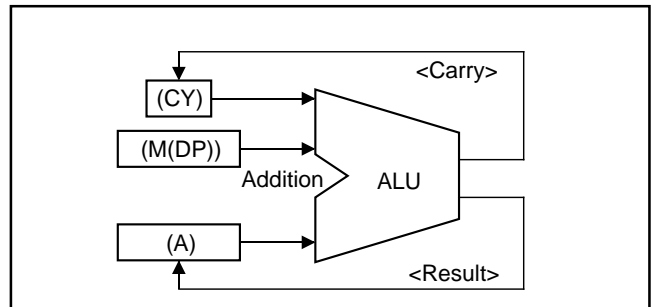 <Carry>
(CY)
(M(DP))
Addition
ALU
(A)
<Result>